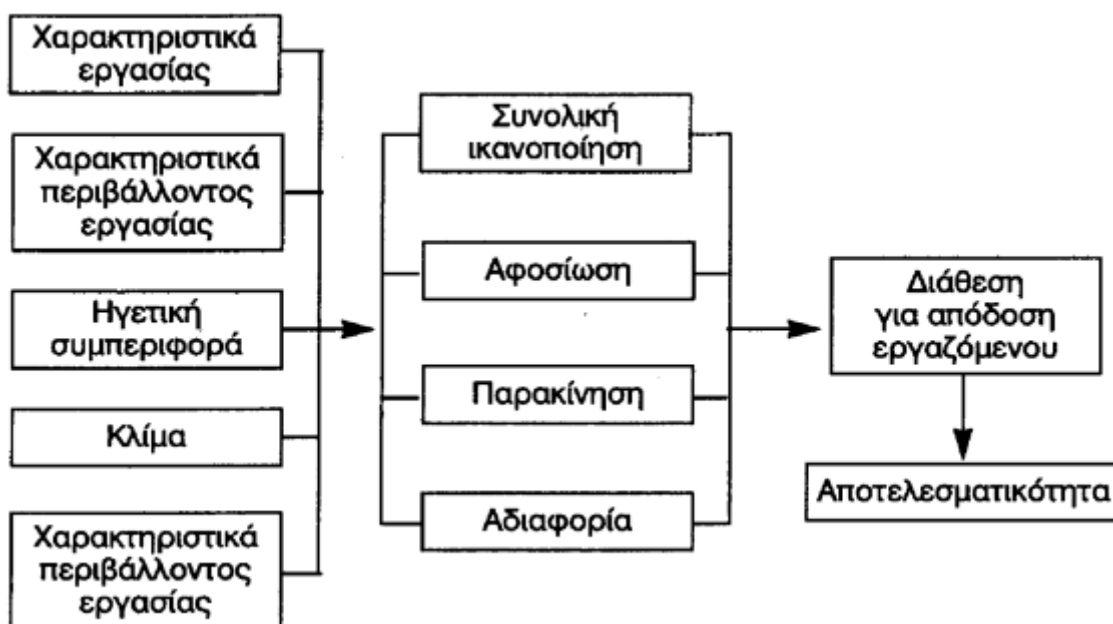 Χαρακτηριστικά
εργασίας
Χαρακτηριστικά
περιβάλλοντος
εργασίας
Ηγετική
συμπεριφορά
Κλίμα
Χαρακτηριστικά
περιβάλλοντος
εργασίας
Συνολική
ικανοποίηση
Αφοσίωση
Παρακίνηση
Αδιαφορία
Διάθεση
για απόδοση
εργαζόμενου
Αποτελεσματικότητα